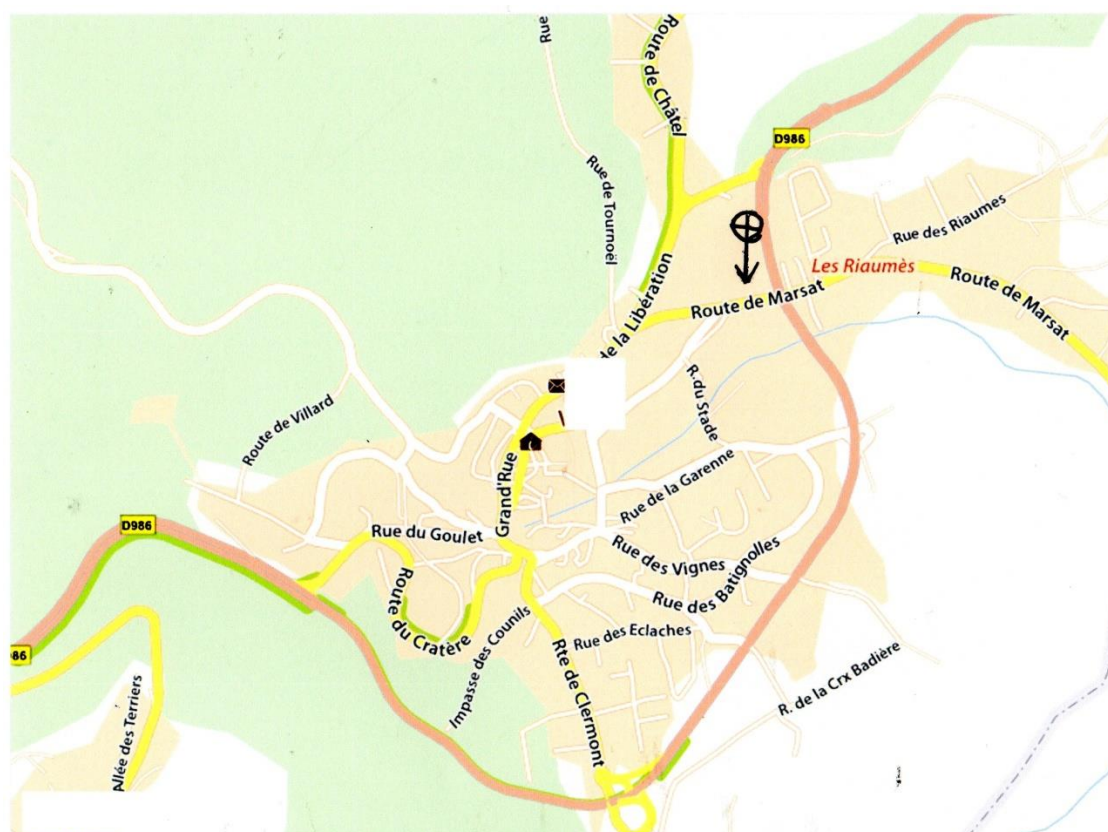 Rue
Route de Châtel
D986
Rue de Tournoël
Rue des Riaumes
Les Riaumès
Route de Marsat
Route de Marsat
de la Libération
R. du Stade
Route de Villard
Grand'Rue
Rue de la Garenne
D986
Rue du Goulet
Rue des Vignes
Rue des Batignolles
Route du Cratère
Impasse des Counils
Rue des Eclaches
Rte de Clermont
R. de la Crx Badière
86
Allée des Terriers